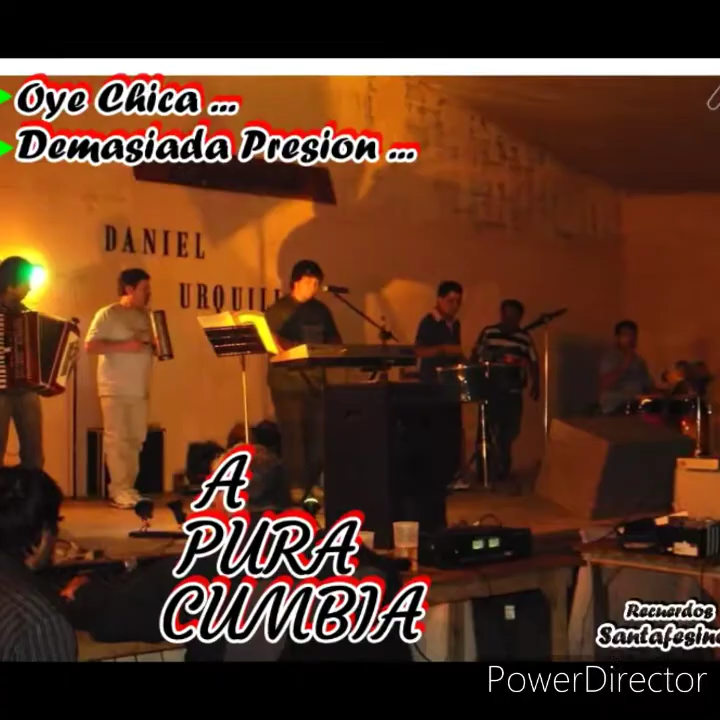 Oye Chica ...
Demasiada Presion ...
DANIEL
A
PURA
CUMBIA
Recuerdos
PowerDirector